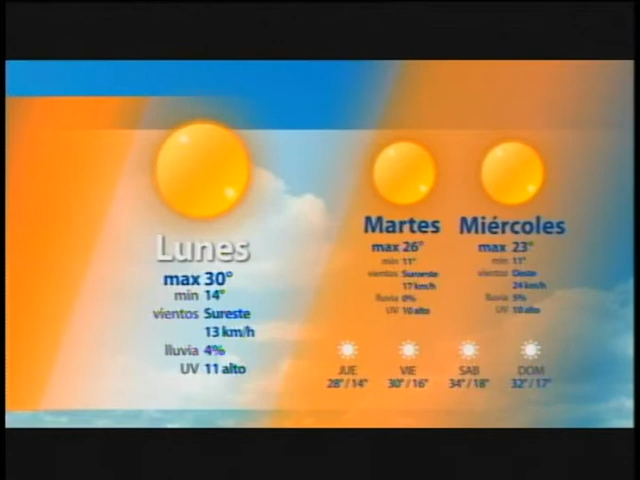 Lunes
max 30°
min 14°
vientos Sureste
13 km/h
lluvia 4%
UV 11 alto
Martes
max 26°
min 11°
vientos Suroeste
17 km/h
lluvia 0%
UV 10 alto
Miércoles
max 23°
min 11°
vientos Oeste
24 km/h
lluvia 5%
UV 10 alto
JUE
28°/14°
VIE
30°/16°
SAB
34°/18°
DOM
32°/17°